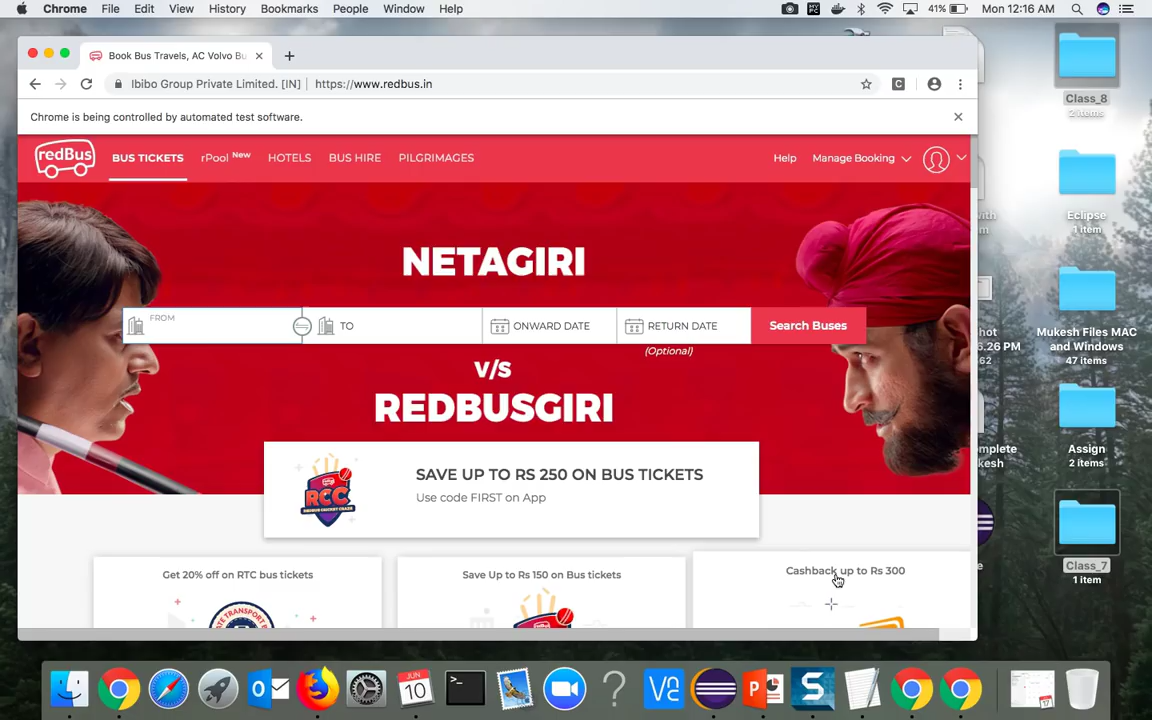 Chrome File Edit View History Bookmarks People Window Help
41% Mon 12:16 AM
Book Bus Travels, AC Volvo Bu
Ibibo Group Private Limited. [IN] https://www.redbus.in
C
Chrome is being controlled by automated test software.
redBus BUS TICKETS rPool New HOTELS BUS HIRE PILGRIMAGES Help Manage Booking
NETAGIRI
FROM TO ONWARD DATE RETURN DATE Search Buses
(Optional)
V/S
REDBUSGIRI
RCC
SAVE UP TO RS 250 ON BUS TICKETS
Use code FIRST on App
Get 20% off on RTC bus tickets
Save Up to Rs 150 on Bus tickets
Cashback up to Rs 300
Class_8
2 items
with
Eclipse
1 item
Mukesh Files MAC
and Windows
47 items
Assign
2 items
Class_7
1 item